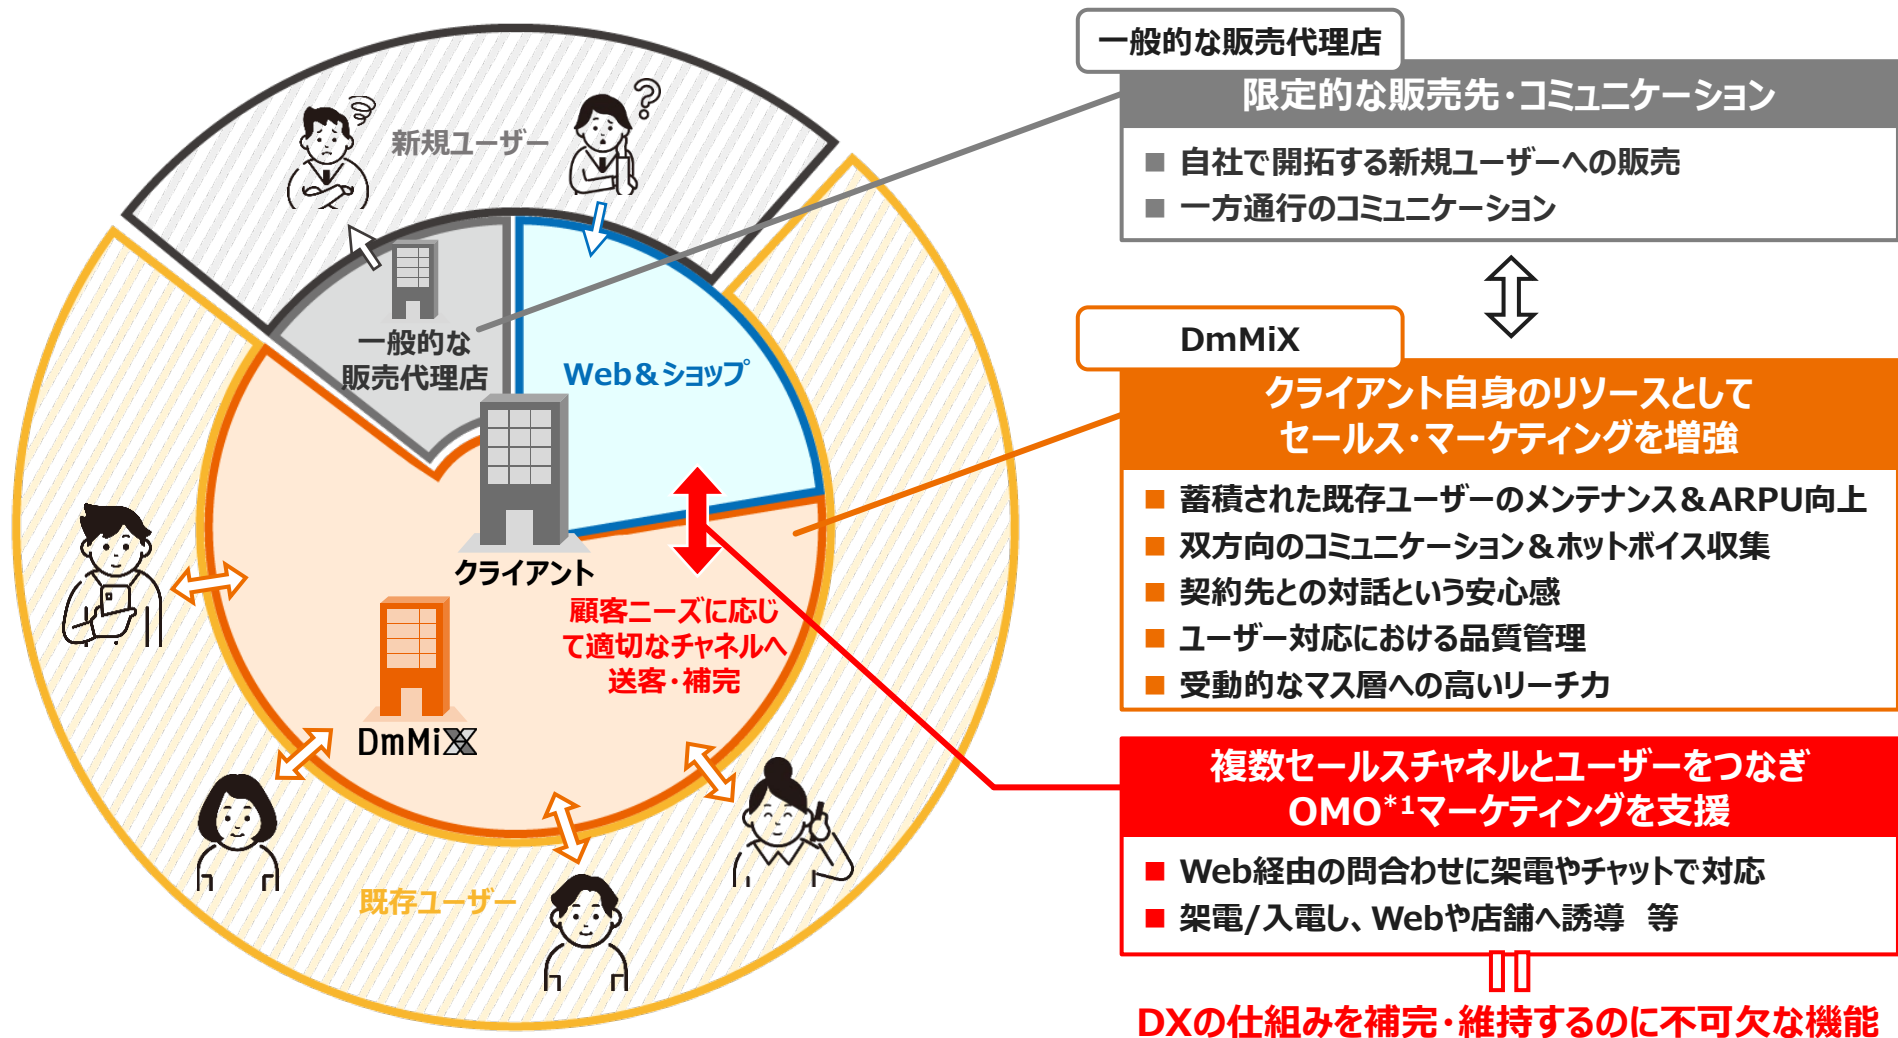 新規ユーザー
?
一般的な
販売代理店
Web&ショップ
クライアント
顧客ニーズに応じ
て適切なチャネルへ
送客・補完
DmMiX
既存ユーザー
一般的な販売代理店
限定的な販売先・コミュニケーション
■ 自社で開拓する新規ユーザーへの販売
■ 一方通行のコミュニケーション
DmMiX
クライアント自身のリソースとして
セールス・マーケティングを増強
■ 蓄積された既存ユーザーのメンテナンス&ARPU向上
■ 双方向のコミュニケーション&ホットボイス収集
■ 契約先との対話という安心感
■ ユーザー対応における品質管理
■ 受動的なマス層への高いリーチ力
複数セールスチャネルとユーザーをつなぎ
OMO*1マーケティングを支援
■ Web経由の問合わせに架電やチャットで対応
■ 架電/入電し、Webや店舗へ誘導 等
DXの仕組みを補完・維持するのに不可欠な機能